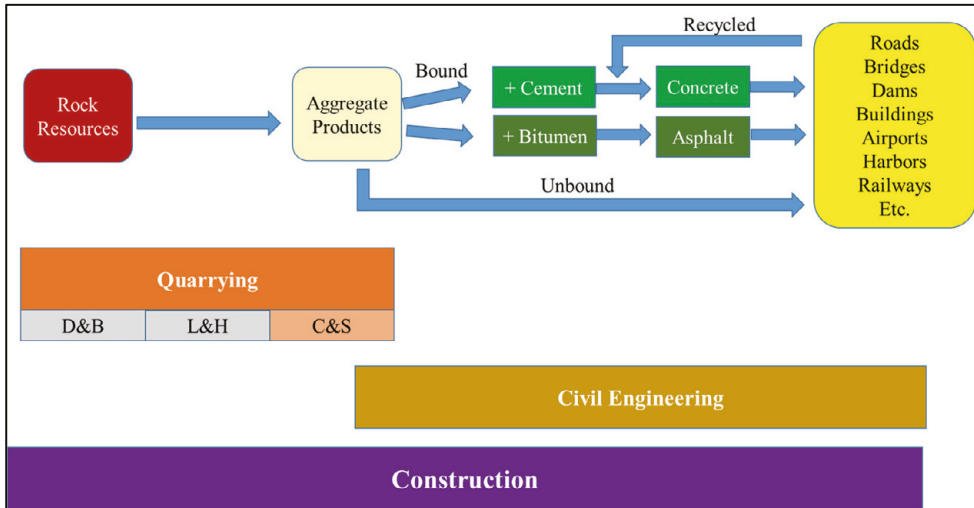 Recycled
Roads
Bridges
Dams
Buildings
Airports
Harbors
Railways
Etc.
Rock
Resources
Aggregate
Products
Bound
+ Cement
Concrete
+ Bitumen
Asphalt
Unbound
Quarrying
D&B
L&H
C&S
Civil Engineering
Construction